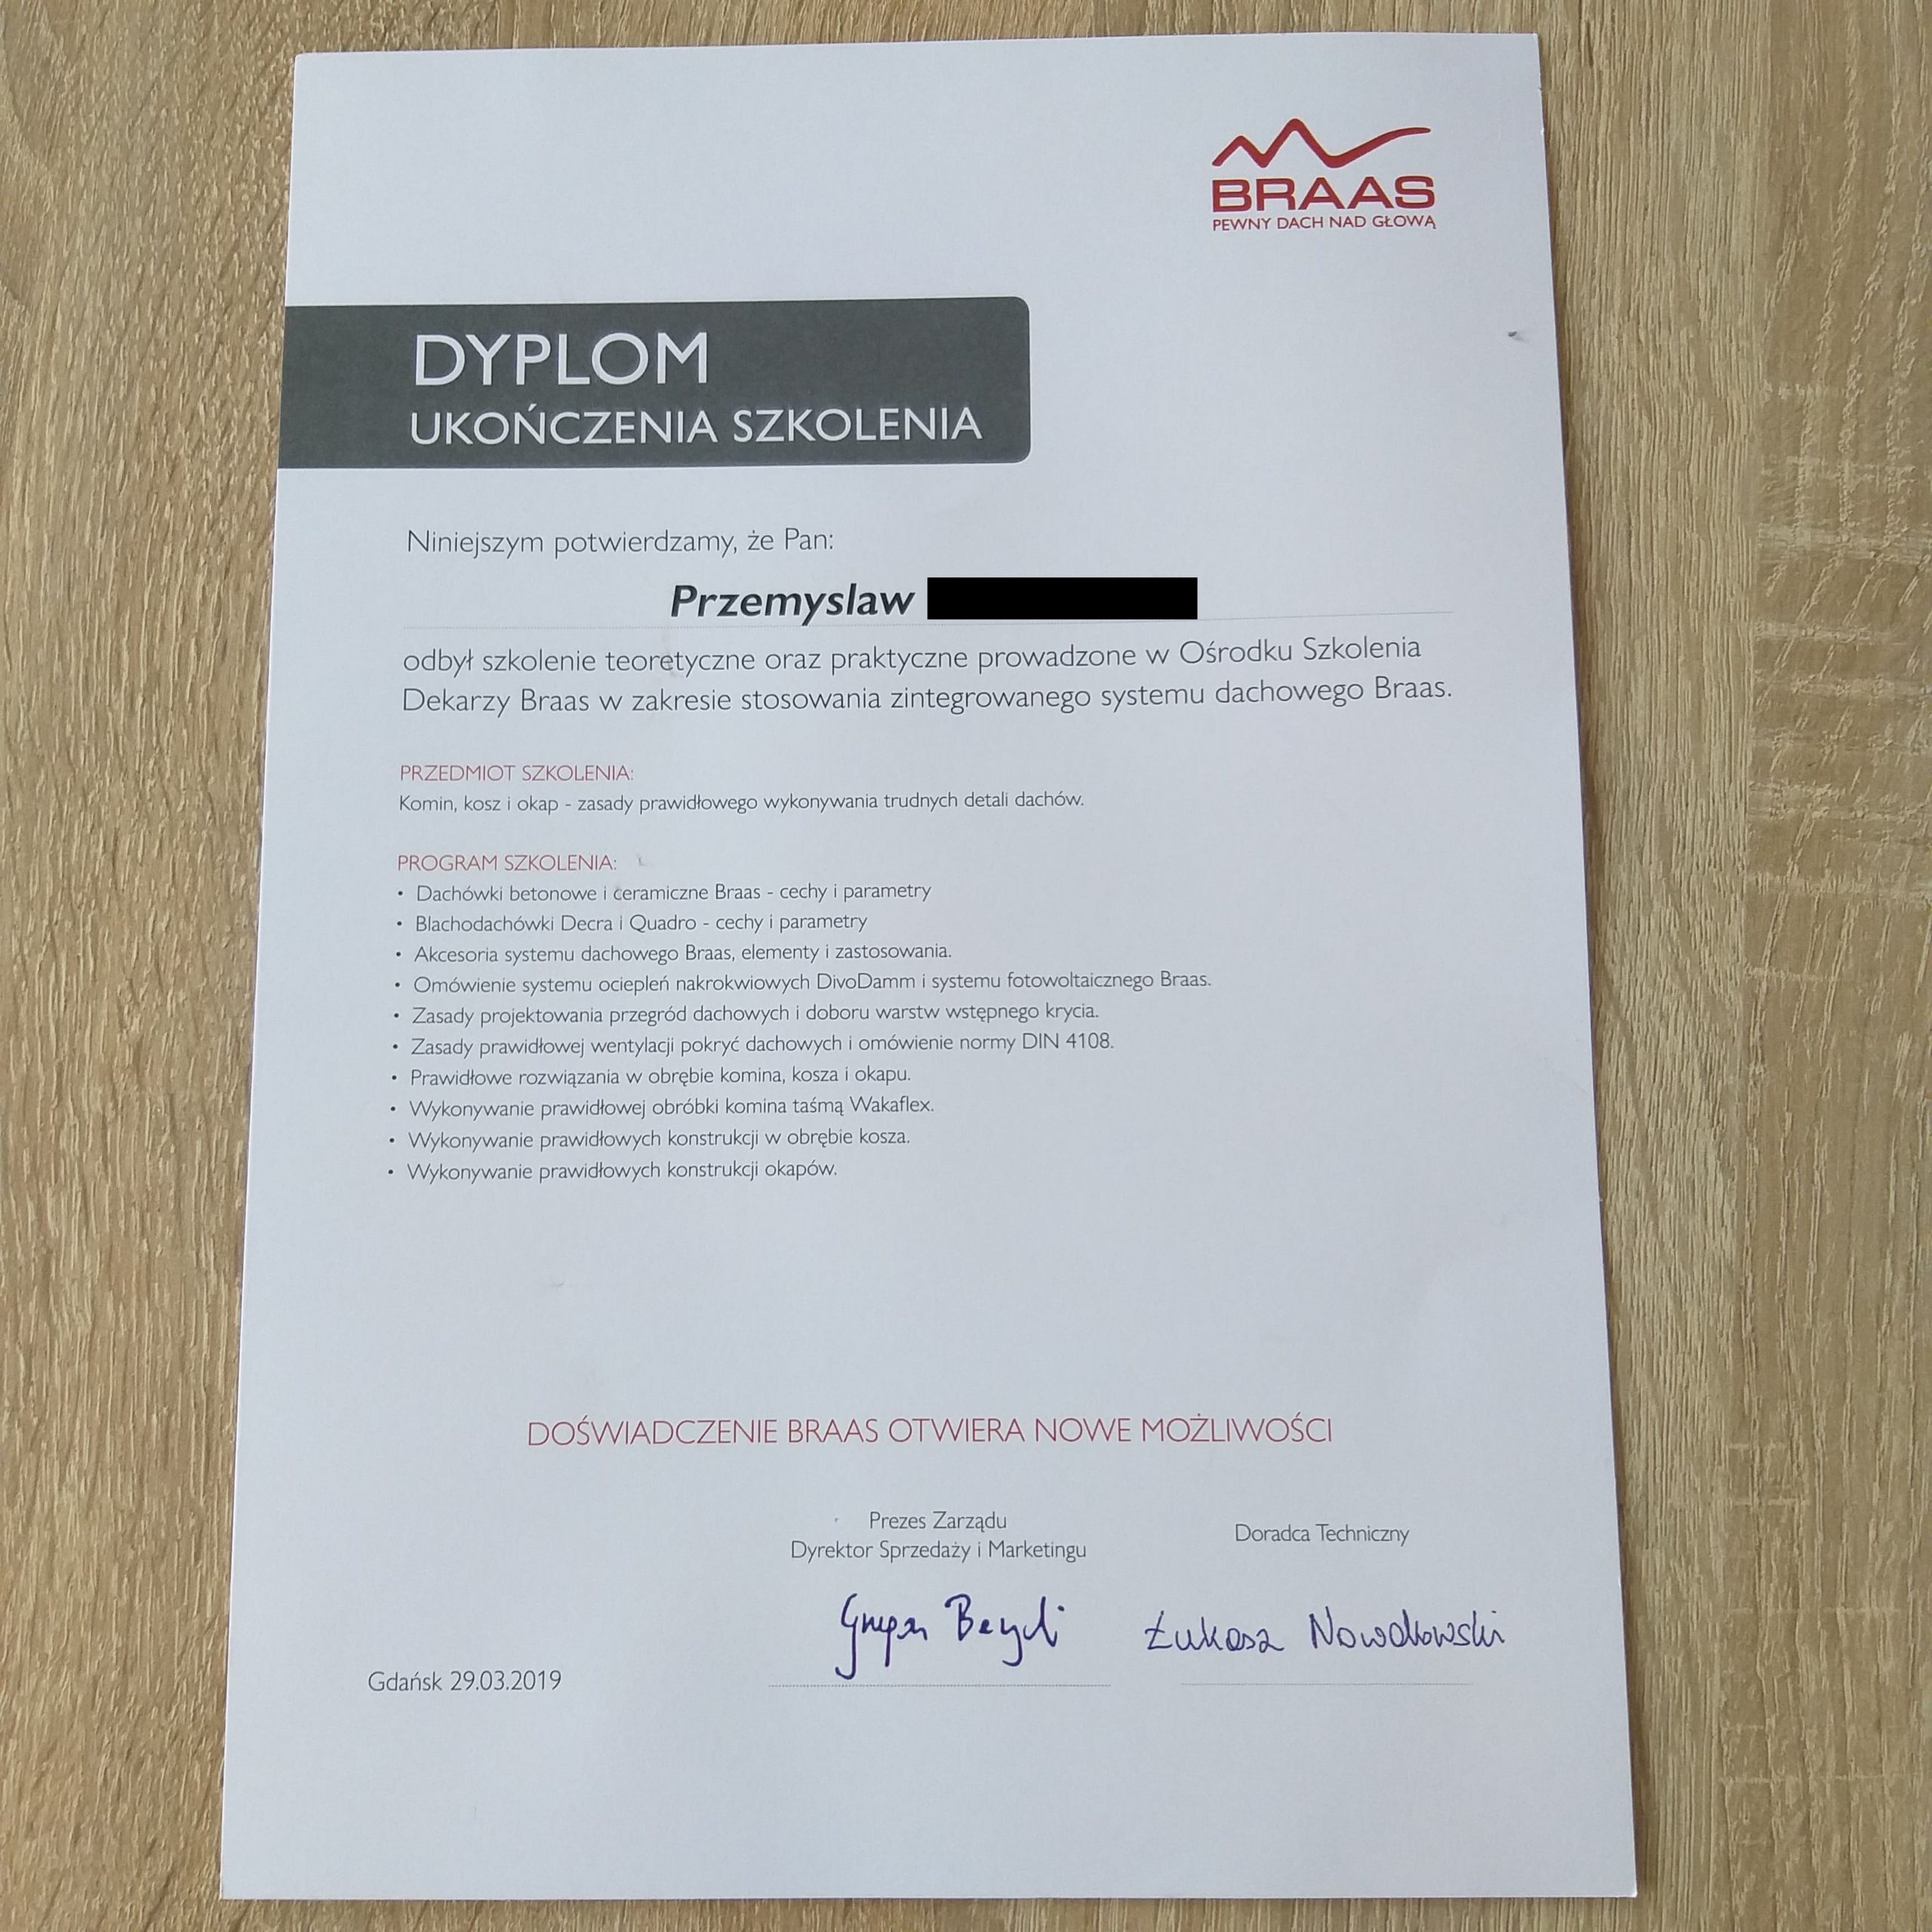 BRAAS
PEWNY DACH NAD GŁOWĄ
DYPLOM
UKOŃCZENIA SZKOLENIA
Niniejszym potwierdzamy, że Pan:
Przemyslaw
odbył szkolenie teoretyczne oraz praktyczne prowadzone w Ośrodku Szkolenia
Dekarzy Braas w zakresie stosowania zintegrowanego systemu dachowego Braas.
PRZEDMIOT SZKOLENIA:
Komin, kosz i okap - zasady prawidłowego wykonywania trudnych detali dachów.
PROGRAM SZKOLENIA:
• Dachówki betonowe i ceramiczne Braas - cechy i parametry
• Blachodachówki Decra i Quadro - cechy i parametry
• Akcesoria systemu dachowego Braas, elementy i zastosowania.
• Omówienie systemu ociepleń nakrokwiowych DivoDamm i systemu fotowoltaicznego Braas.
• Zasady projektowania przegród dachowych i doboru warstw wstępnego krycia.
• Zasady prawidłowej wentylacji pokryć dachowych i omówienie normy DIN 4108.
• Prawidłowe rozwiązania w obrębie komina, kosza i okapu.
• Wykonywanie prawidłowej obróbki komina taśmą Wakaflex.
• Wykonywanie prawidłowych konstrukcji w obrębie kosza.
• Wykonywanie prawidłowych konstrukcji okapów.
DOŚWIADCZENIE BRAAS OTWIERA NOWE MOŻLIWOŚCI
Prezes Zarządu
Dyrektor Sprzedaży i Marketingu
Doradca Techniczny
Łukasz Nowakowski
Gdańsk 29.03.2019